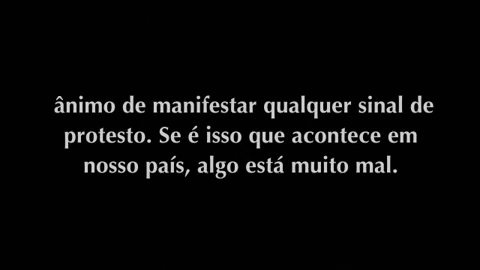 ânimo de manifestar qualquer sinal de
protesto. Se é isso que acontece em
nosso país, algo está muito mal.